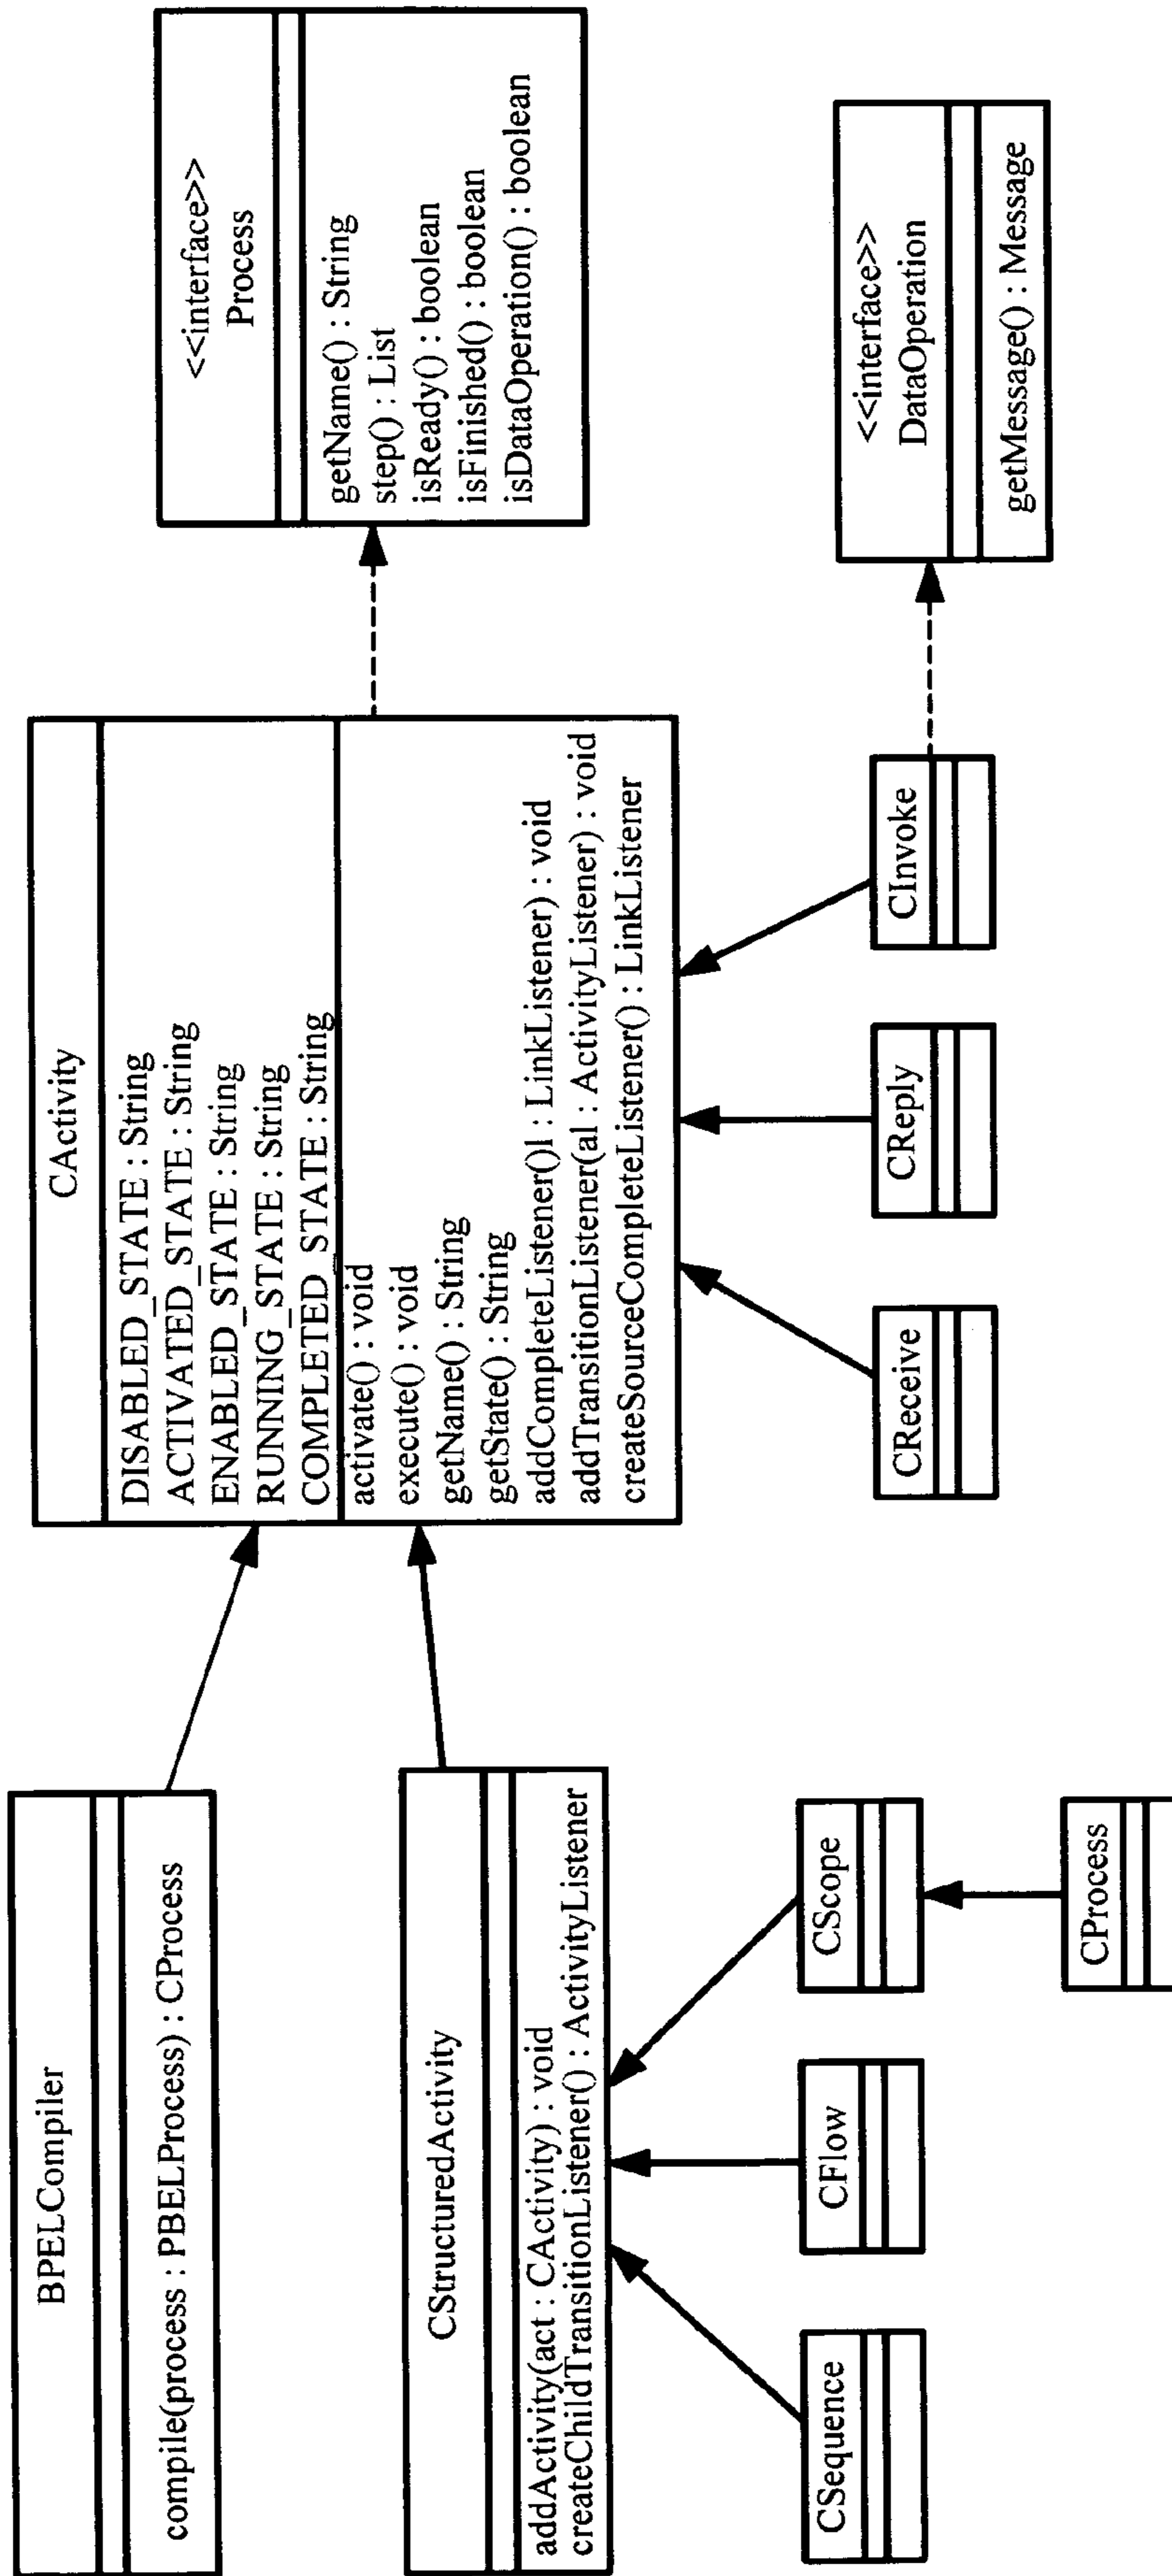 BPELCompiler
compile(process : PBELProcess) : CProcess
CActivity
DISABLED_STATE : String
ACTIVATED_STATE : String
ENABLED_STATE : String
RUNNING_STATE : String
COMPLETED_STATE : String
activate() : void
execute() : void
getName() : String
getState() : String
addCompleteListener()l : LinkListener) : void
addTransitionListener(al : ActivityListener) : void
createSourceCompleteListener() : LinkListener
<<interface>>
Process
getName() : String
step() : List
isReady() : boolean
isFinished() : boolean
isDataOperation() : boolean
CStructuredActivity
addActivity(act : CActivity) : void
createChildTransitionListener() : ActivityListener
CSequence
CFlow
CScope
CProcess
CReceive
CReply
CInvoke
<<interface>>
DataOperation
getMessage() : Message